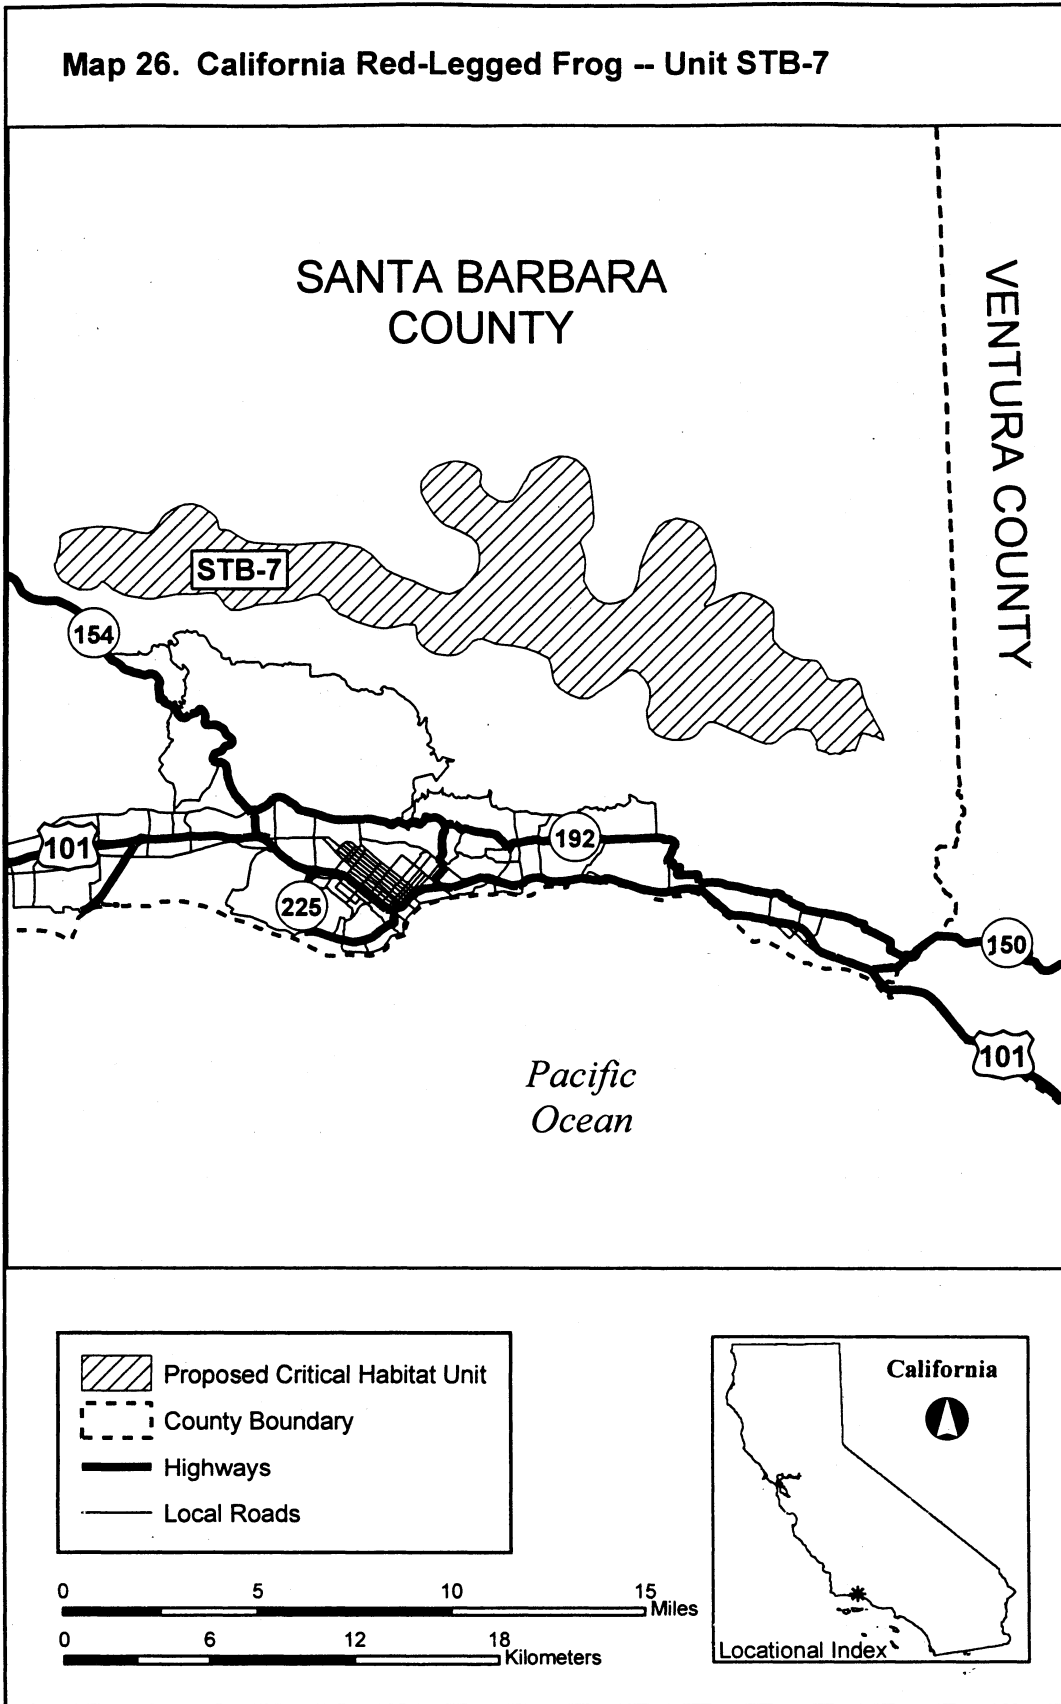 Map 26. California Red-Legged Frog -- Unit STB-7
SANTA BARBARA
COUNTY
VENTURA COUNTY
STB-7
154
101
192
225
150
101
Pacific
Ocean
Proposed Critical Habitat Unit
County Boundary
Highways
Local Roads
0 5 10 15
Miles
0 6 12 18
Kilometers
California
Locational Index